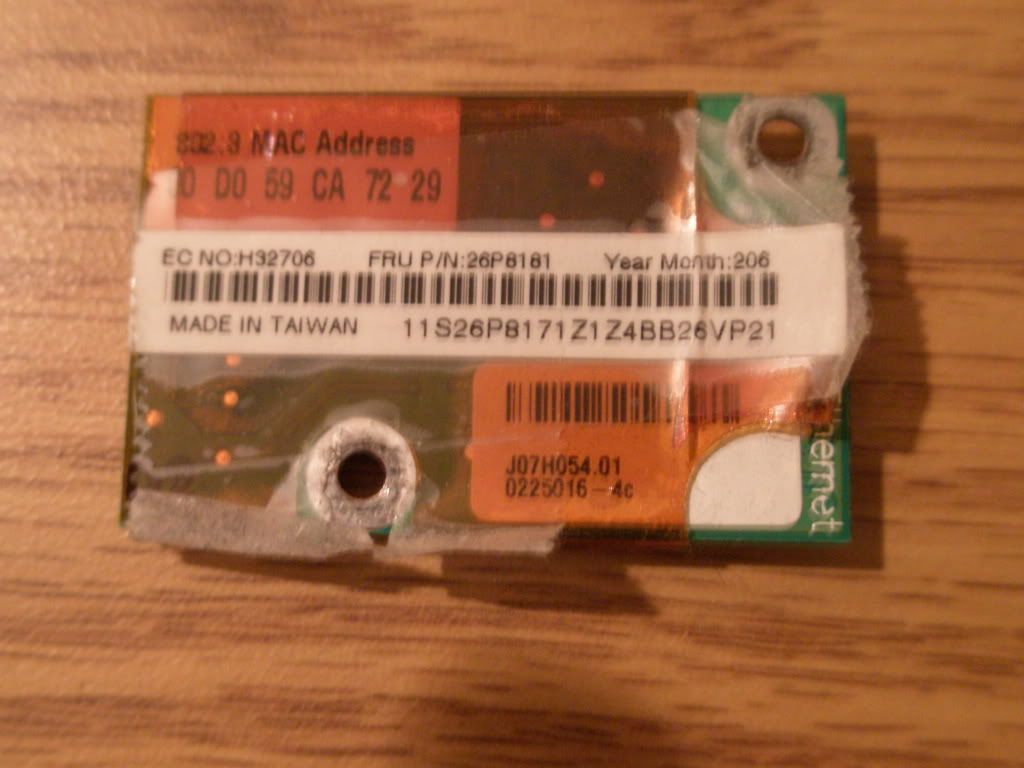 802.3 MAC Address
0 D0 59 CA 72 29
EC NO:H32706 FRU P/N:26P8181 Year Month:206
MADE IN TAIWAN 11S26P8171Z1Z4BB26VP21
J07H054.01
0225016-4c